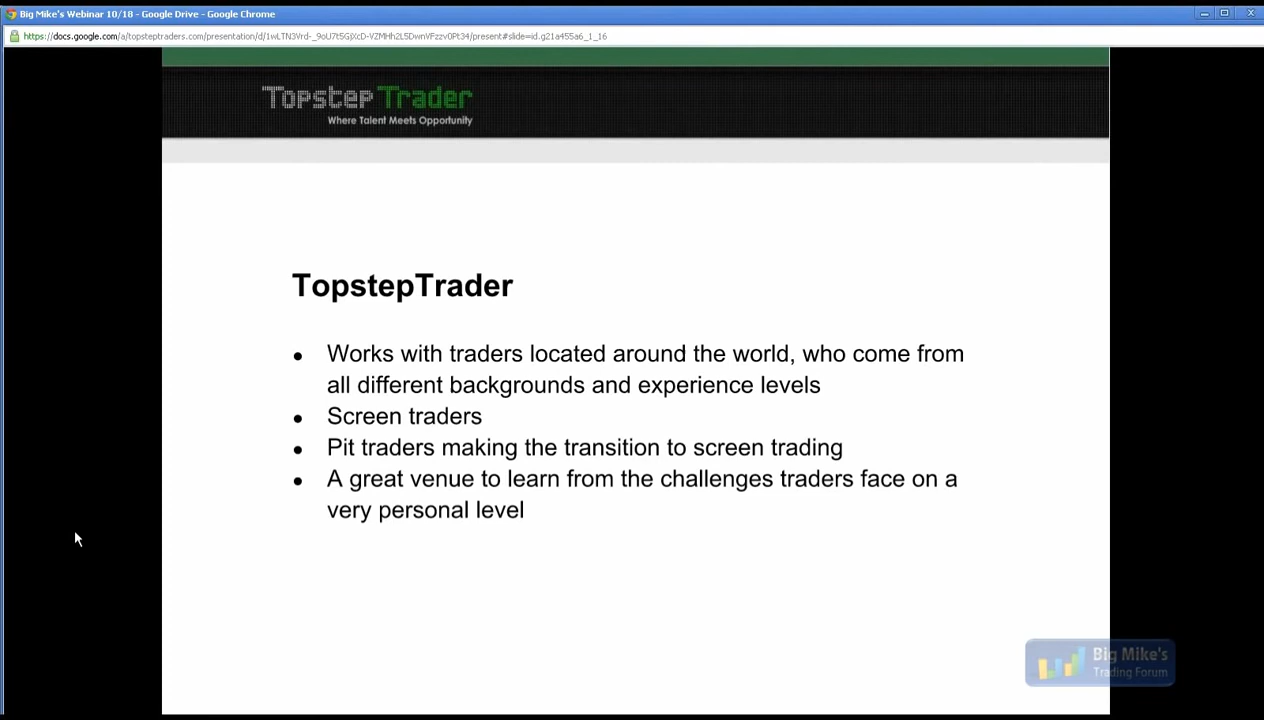 Big Mike's Webinar 10/18 - Google Drive - Google Chrome
TopstepTrader
Where Talent Meets Opportunity
TopstepTrader
● Works with traders located around the world, who come from
all different backgrounds and experience levels
● Screen traders
● Pit traders making the transition to screen trading
● A great venue to learn from the challenges traders face on a
very personal level
Big Mike's
Trading Forum